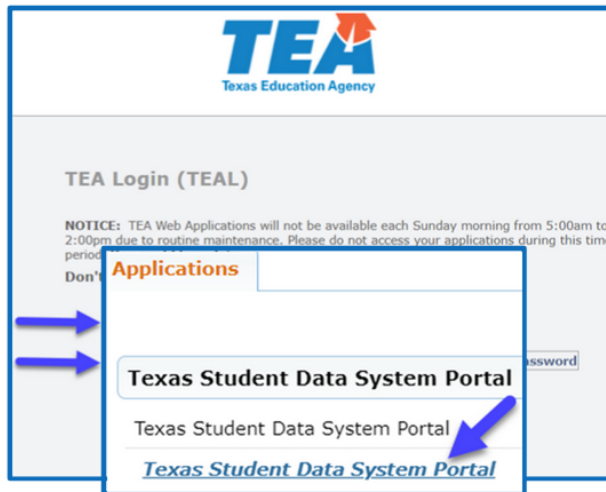 TEA
Texas Education Agency
TEA Login (TEAL)
NOTICE: TEA Web Applications will not be available each Sunday morning from 5:00am to
2:00pm due to routine maintenance. Please do not access your applications during this time
period
Don't
Applications
assword
Texas Student Data System Portal
Texas Student Data System Portal
Texas Student Data System Portal